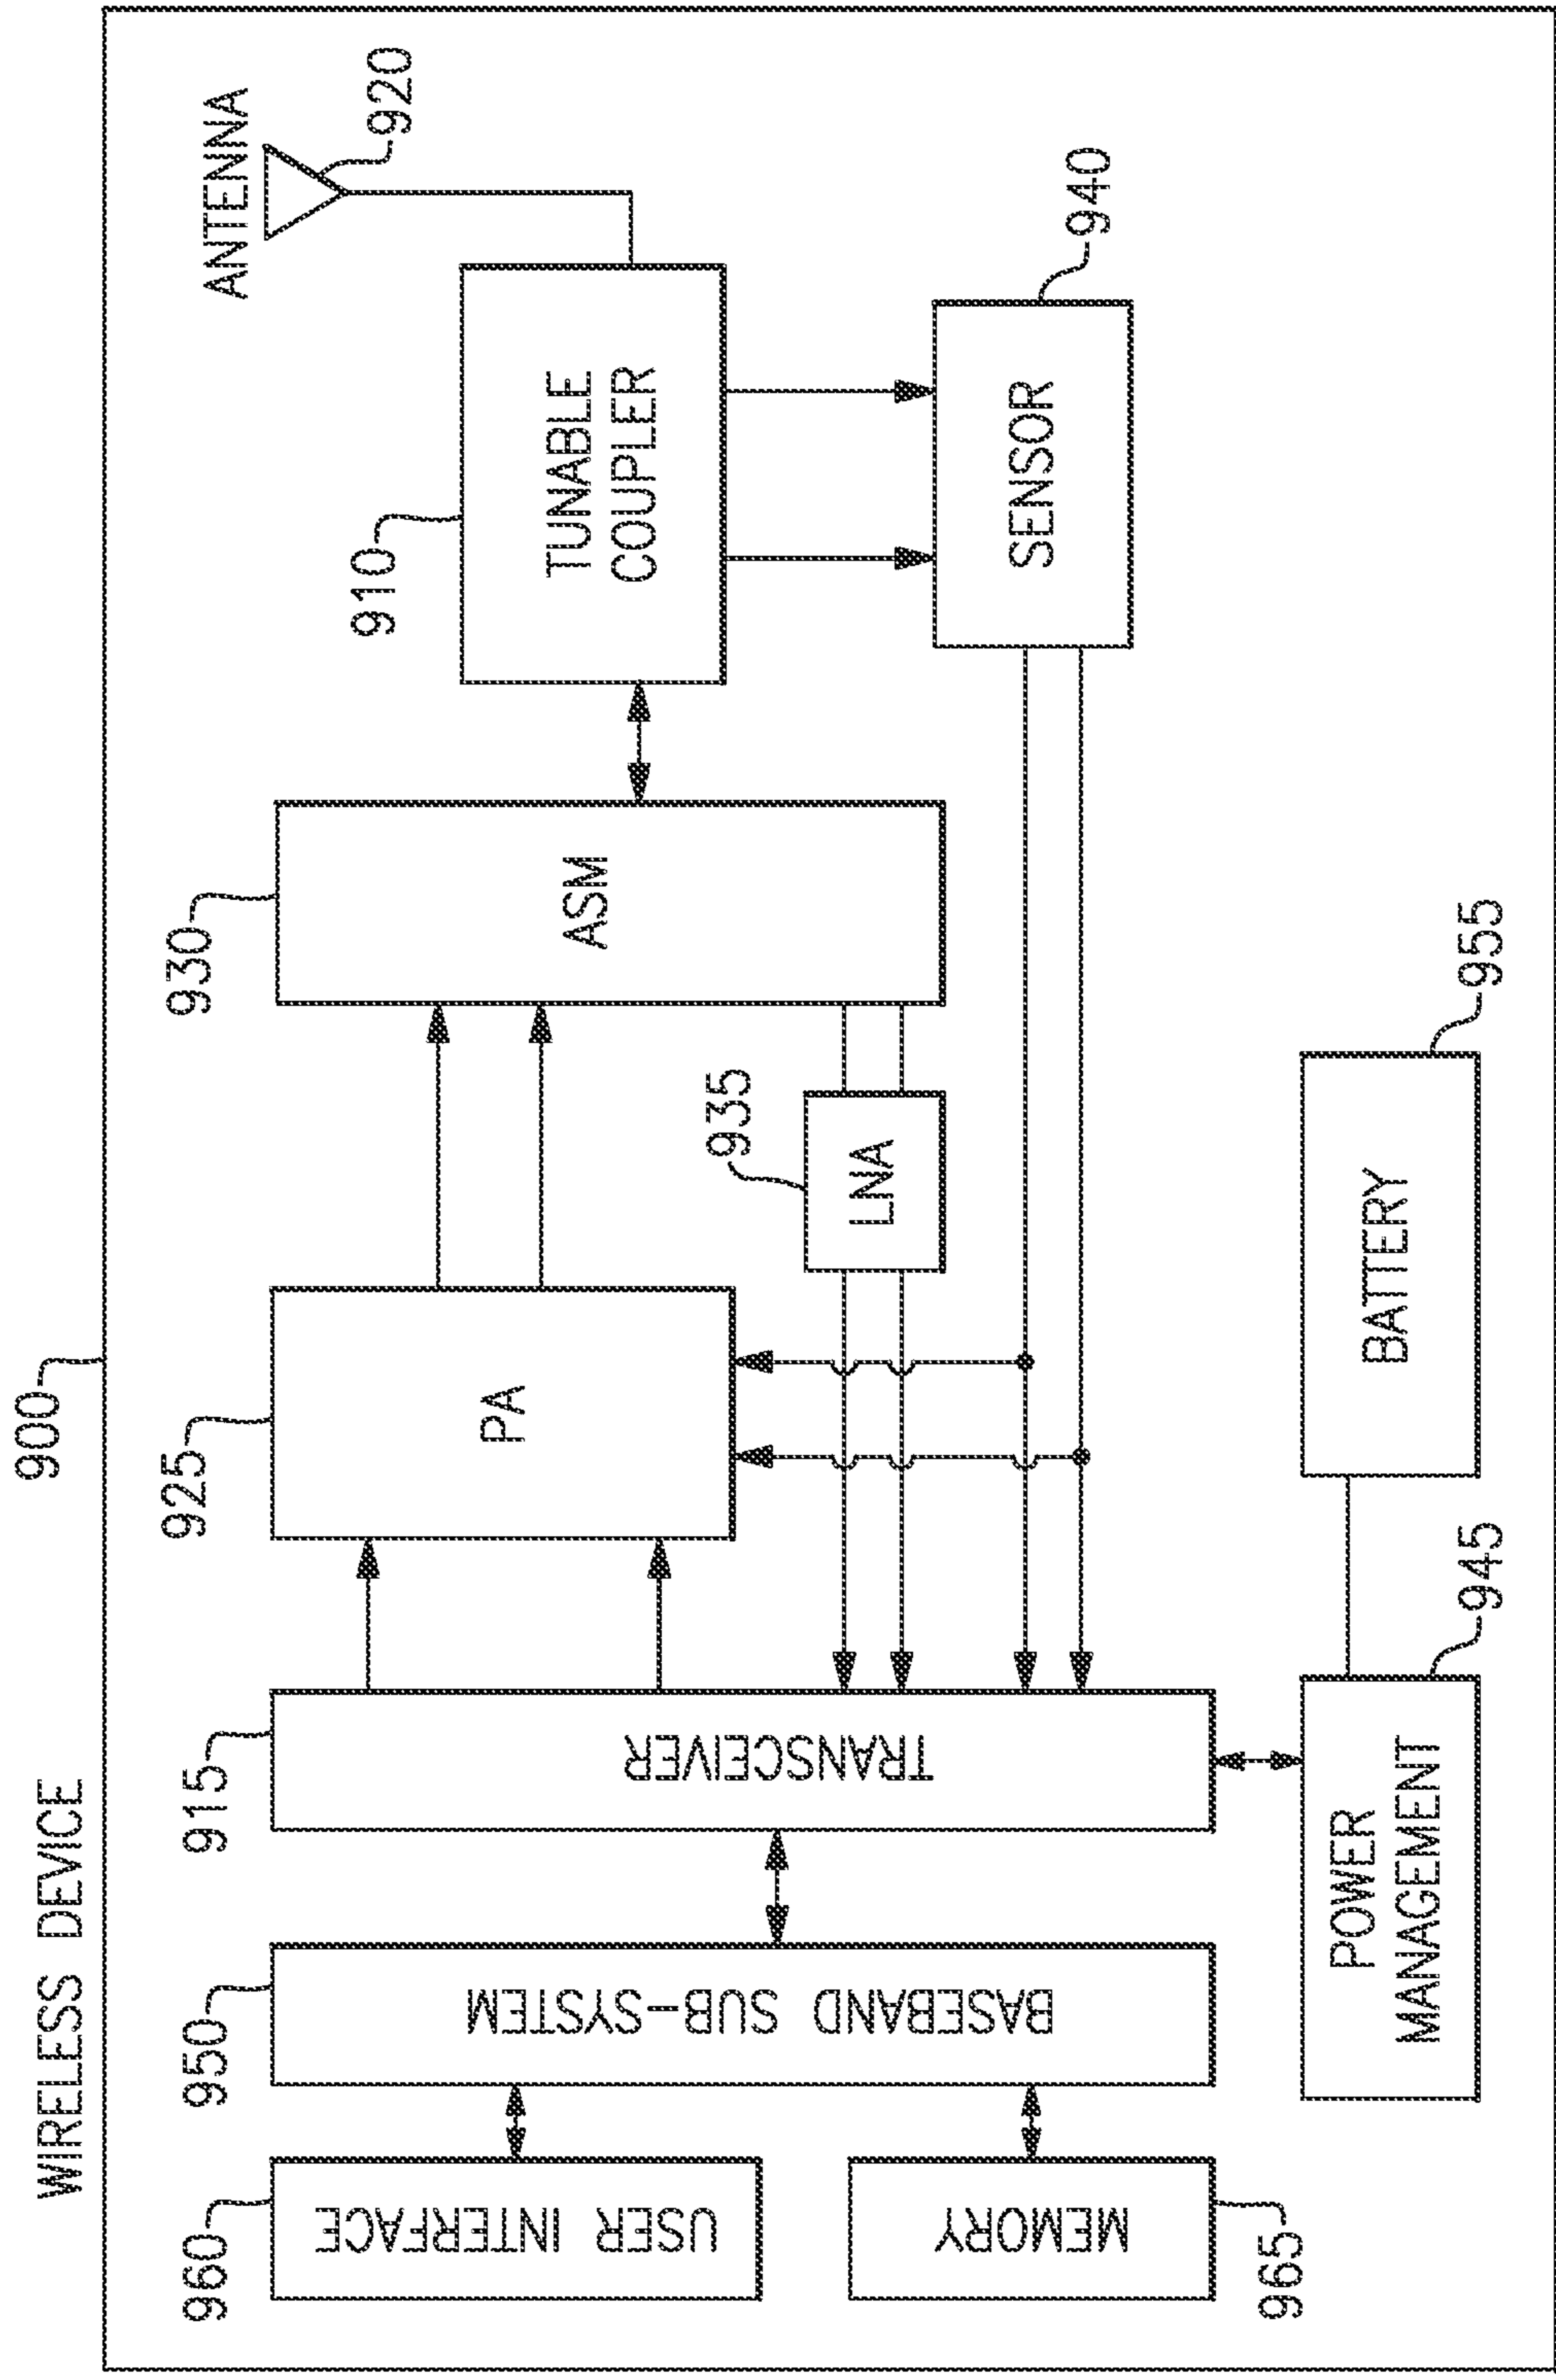 WIRELESS DEVICE
900
960
USER INTERFACE
965
MEMORY
950
BASEBAND SUB-SYSTEM
915
TRANSCEIVER
925
PA
930
ASM
935
LNA
910
TUNABLE
COUPLER
ANTENNA
920
940
SENSOR
945
POWER
MANAGEMENT
955
BATTERY